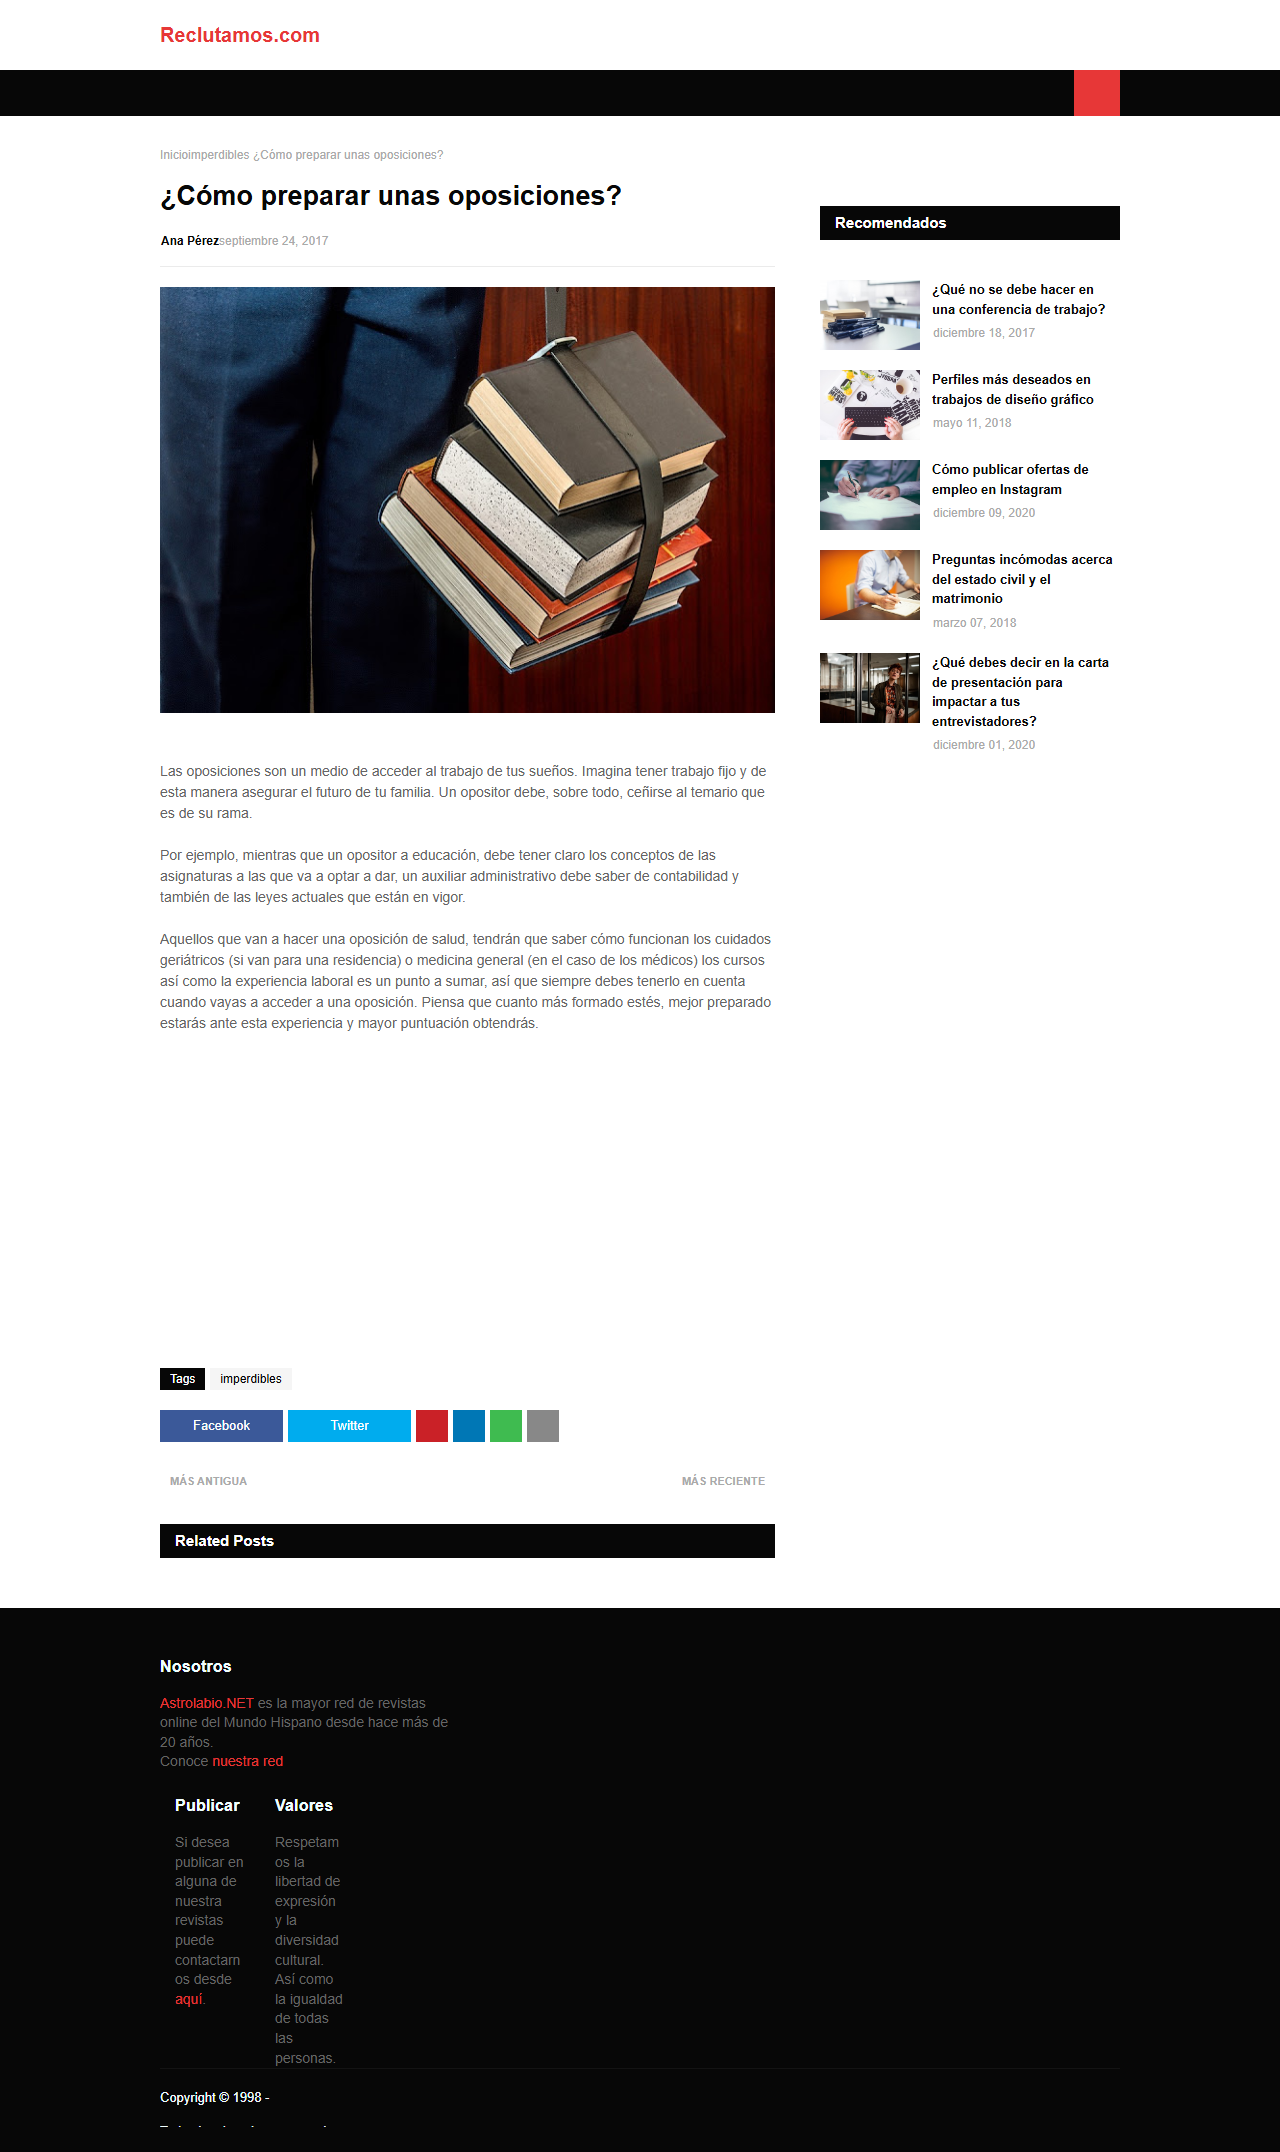 Reclutamos.com
Inicioimperdibles ¿Cómo preparar unas oposiciones?
¿Cómo preparar unas oposiciones?
Ana Pérezseptiembre 24, 2017
Las oposiciones son un medio de acceder al trabajo de tus sueños. Imagina tener trabajo fijo y de
esta manera asegurar el futuro de tu familia. Un opositor debe, sobre todo, ceñirse al temario que
es de su rama.
Por ejemplo, mientras que un opositor a educación, debe tener claro los conceptos de las
asignaturas a las que va a optar a dar, un auxiliar administrativo debe saber de contabilidad y
también de las leyes actuales que están en vigor.
Aquellos que van a hacer una oposición de salud, tendrán que saber cómo funcionan los cuidados
geriátricos (si van para una residencia) o medicina general (en el caso de los médicos) los cursos
así como la experiencia laboral es un punto a sumar, así que siempre debes tenerlo en cuenta
cuando vayas a acceder a una oposición. Piensa que cuanto más formado estés, mejor preparado
estarás ante esta experiencia y mayor puntuación obtendrás.
Tags imperdibles
Facebook Twitter
MÁS ANTIGUA MÁS RECIENTE
Related Posts
Recomendados
¿Qué no se debe hacer en
una conferencia de trabajo?
diciembre 18, 2017
Perfiles más deseados en
trabajos de diseño gráfico
mayo 11, 2018
Cómo publicar ofertas de
empleo en Instagram
diciembre 09, 2020
Preguntas incómodas acerca
del estado civil y el
matrimonio
marzo 07, 2018
¿Qué debes decir en la carta
de presentación para
impactar a tus
entrevistadores?
diciembre 01, 2020
Nosotros
Astrolabio.NET es la mayor red de revistas
online del Mundo Hispano desde hace más de
20 años.
Conoce nuestra red
Publicar
Si desea
publicar en
alguna de
nuestra
revistas
puede
contactarn
os desde
aquí.
Valores
Respetam
os la
libertad de
expresión
y la
diversidad
cultural.
Así como
la igualdad
de todas
las
personas.
Copyright © 1998 -